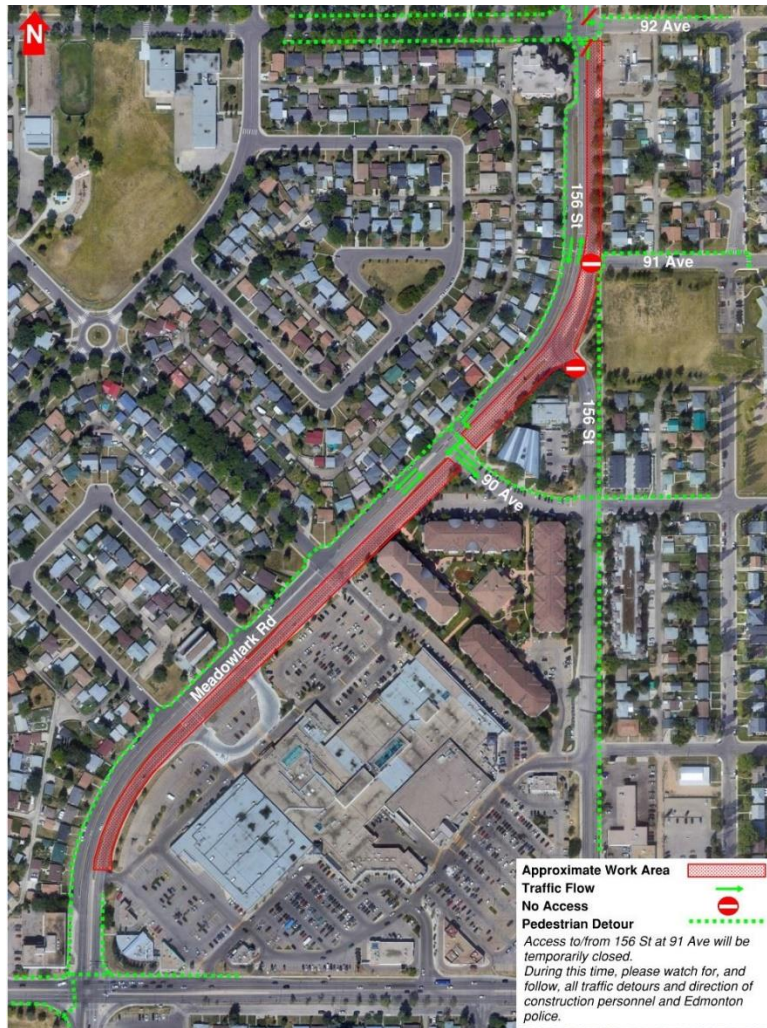 N
92 Ave
156 St
91 Ave
156 St
90 Ave
Meadowlark Rd
Approximate Work Area
Traffic Flow
No Access
Pedestrian Detour
Access to/from 156 St at 91 Ave will be
temporarily closed.
During this time, please watch for, and
follow, all traffic detours and direction of
construction personnel and Edmonton
police.